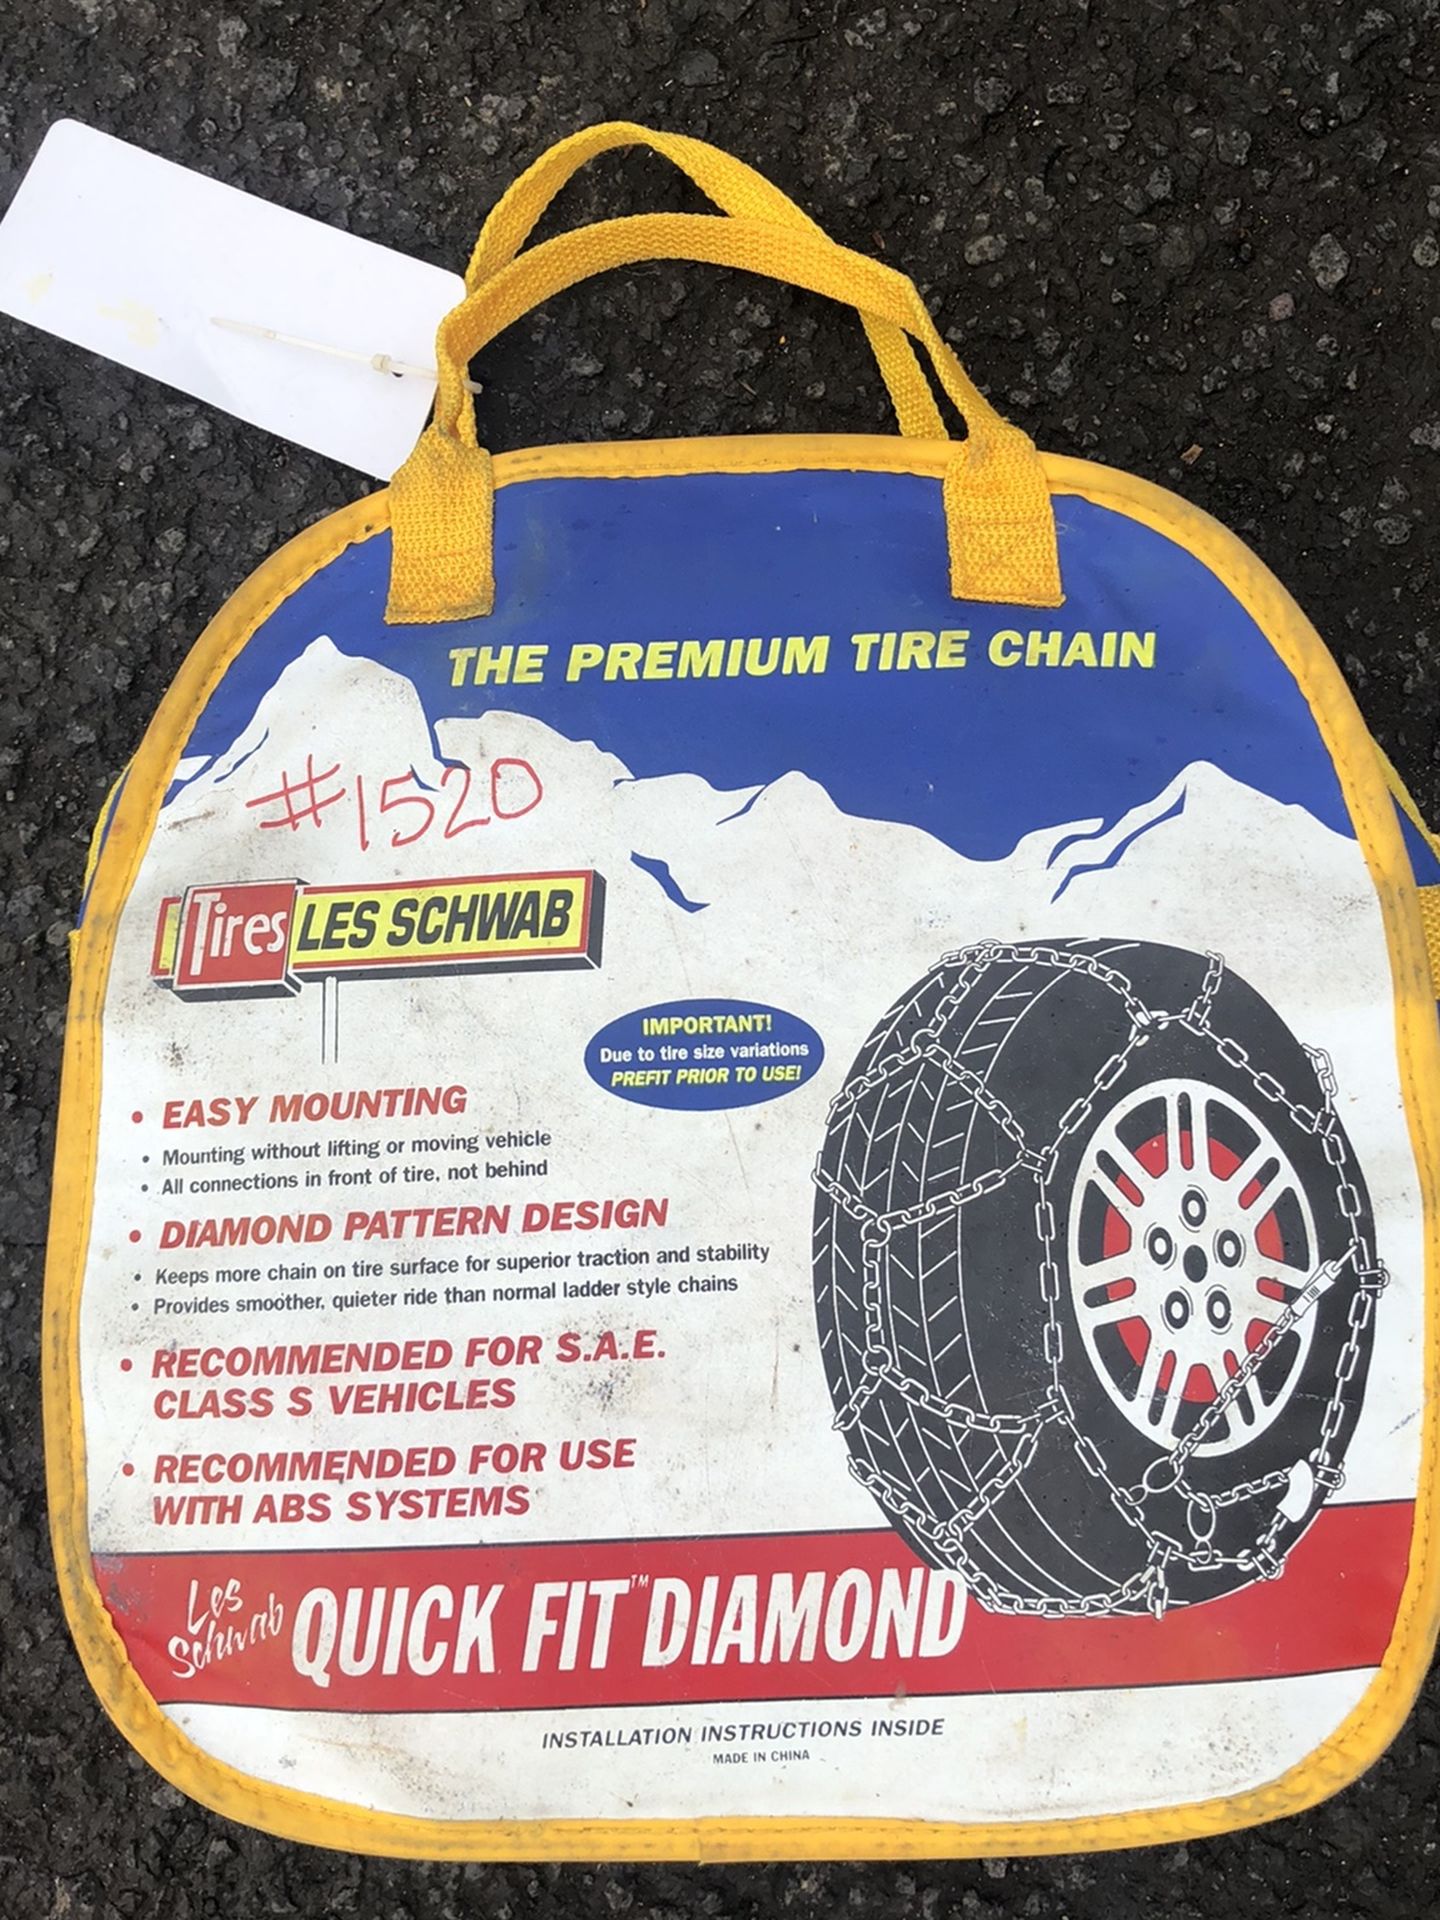 THE PREMIUM TIRE CHAIN
#1520
Tires LES SCHWAB
IMPORTANT!
Due to tire size variations
PREFIT PRIOR TO USE!
• EASY MOUNTING
• Mounting without lifting or moving vehicle
• All connections in front of tire, not behind
• DIAMOND PATTERN DESIGN
• Keeps more chain on tire surface for superior traction and stability
• Provides smoother, quieter ride than normal ladder style chains
• RECOMMENDED FOR S.A.E.
CLASS S VEHICLES
• RECOMMENDED FOR USE
WITH ABS SYSTEMS
Les
Schwab
QUICK FIT™ DIAMOND
INSTALLATION INSTRUCTIONS INSIDE
MADE IN CHINA